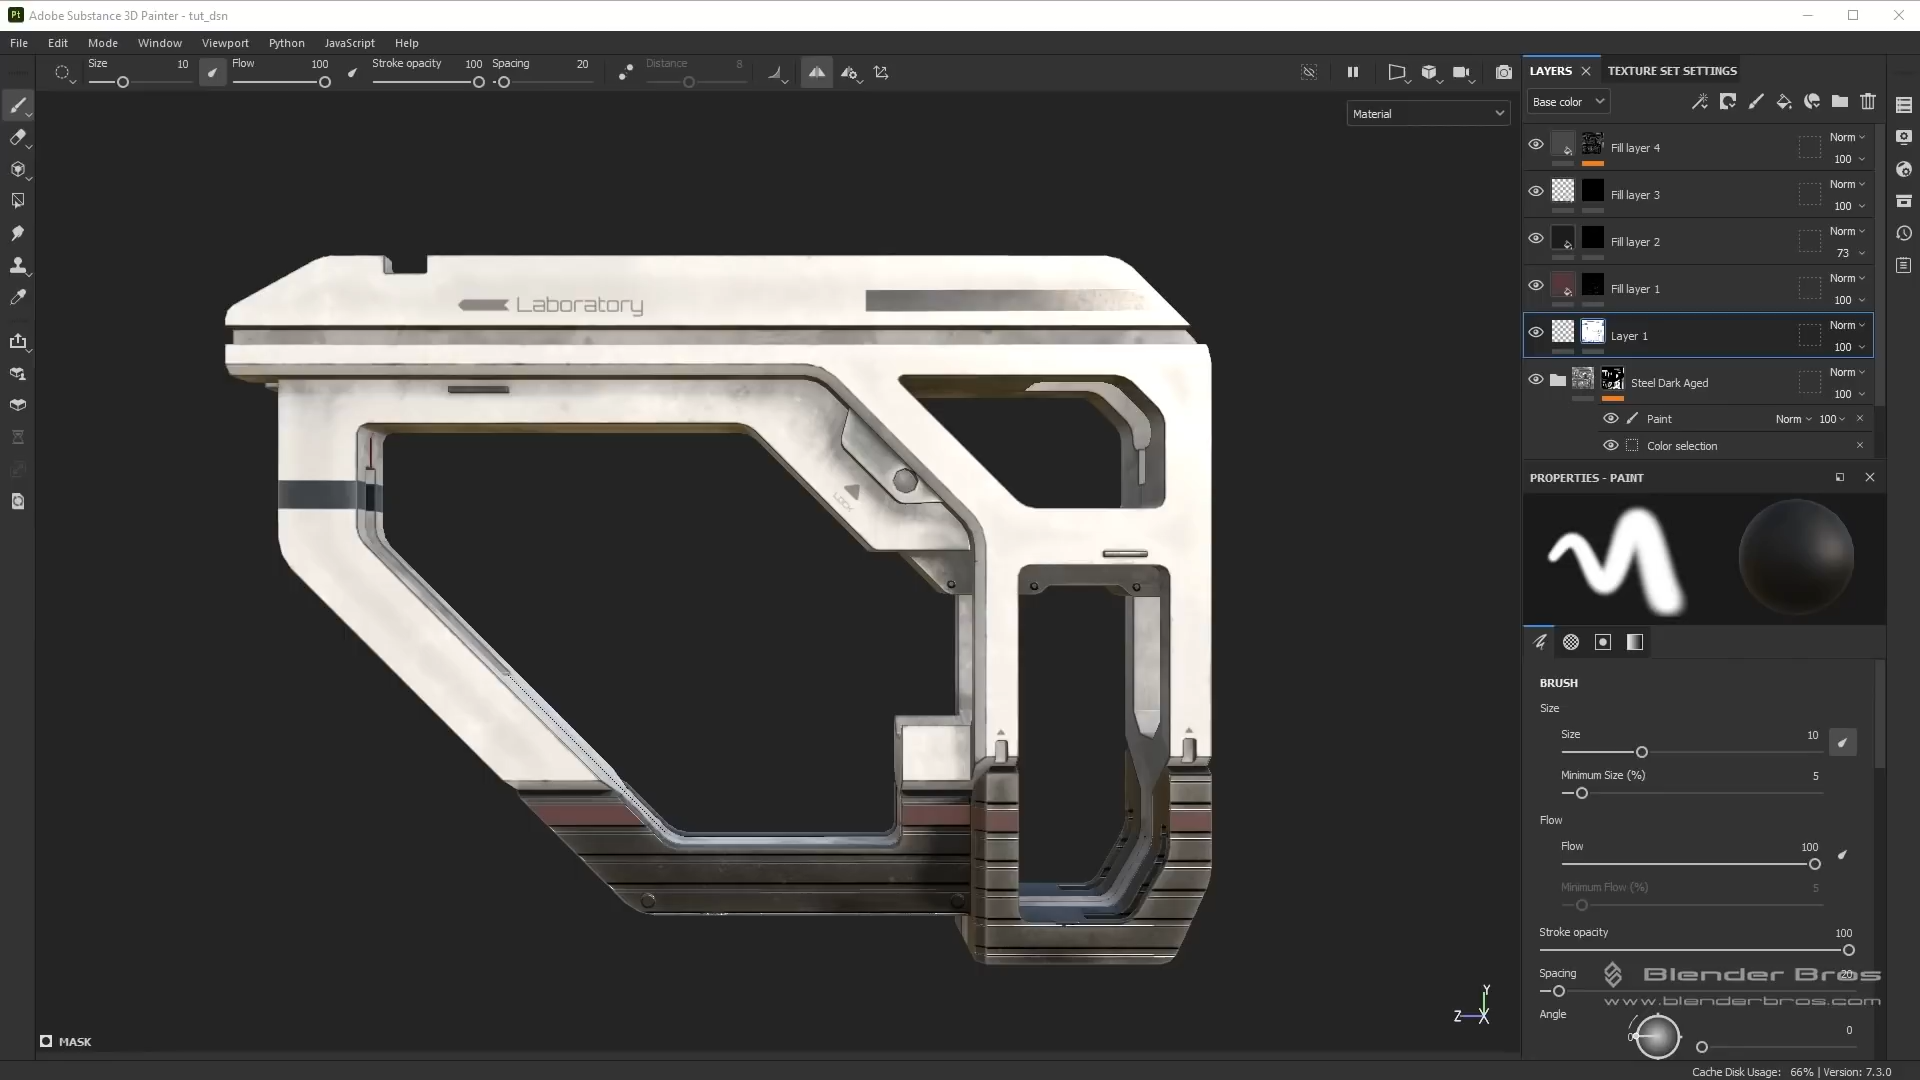 Adobe Substance 3D Painter - tut_dsn
File Edit Mode Window Viewport Python JavaScript Help
Size 10 Flow 100 Stroke opacity 100 Spacing 20 Distance 8
LAYERS TEXTURE SET SETTINGS
Base color
Material
Fill layer 4 Norm 100
Fill layer 3 Norm 100
Fill layer 2 Norm 73
Fill layer 1 Norm 100
Layer 1 Norm 100
Steel Dark Aged Norm 100
Paint Norm 100
Color selection
Laboratory
LOCK
PROPERTIES - PAINT
BRUSH
Size
Size 10
Minimum Size (%) 5
Flow
Flow 100
Minimum Flow (%) 5
Stroke opacity 100
Spacing 20
Blender Bros
www.blenderbros.com
Angle 0
0
Y
Z X
MASK
Cache Disk Usage: 66% | Version: 7.3.0